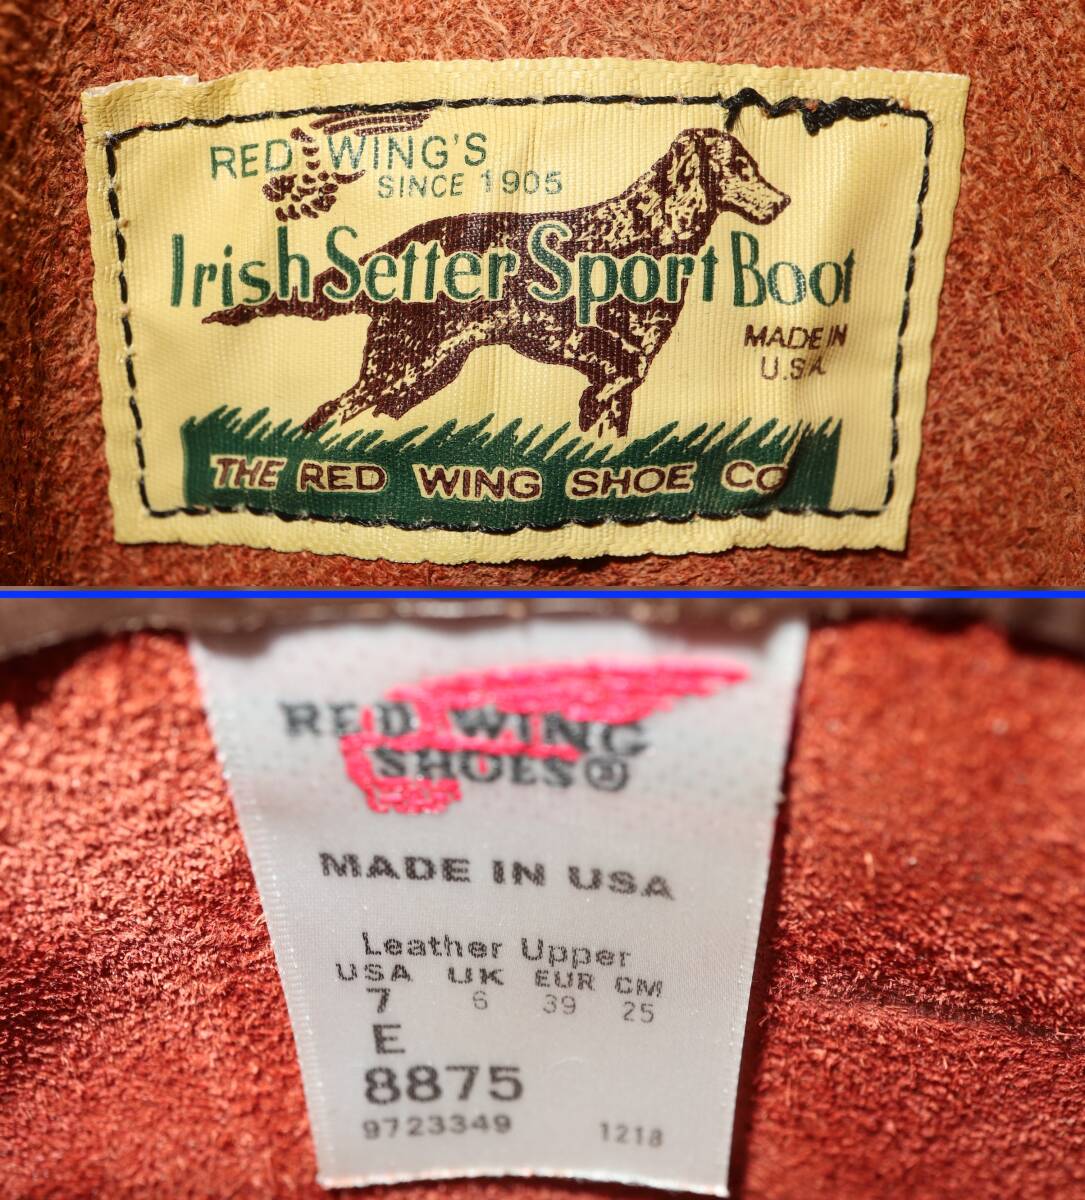 RED WING'S
SINCE 1905
Irish Setter Sport Boot
MADE IN
U.S.A.
THE RED WING SHOE CO
RED WING
SHOES®
MADE IN USA
Leather Upper
USA UK EUR CM
7 6 39 25
E
8875
9723349 1218